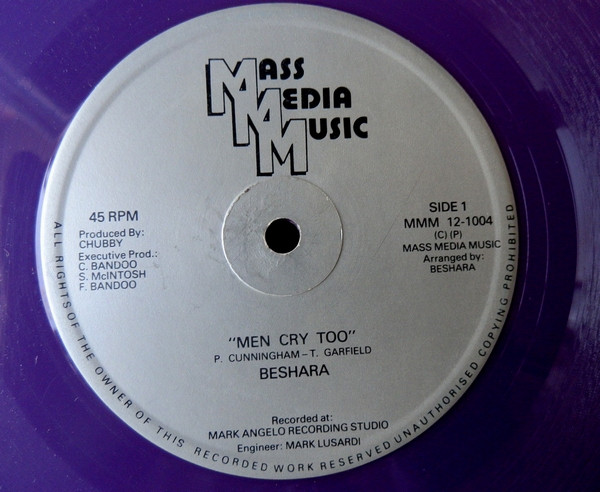 MASS
MEDIA
MUSIC
45 RPM
Produced By:
CHUBBY
Executive Prod.:
C. BANDOO
S. McINTOSH
F. BANDOO
SIDE 1
MMM 12-1004
(C) (P)
MASS MEDIA MUSIC
Arranged by:
BESHARA
"MEN CRY TOO"
P. CUNNINGHAM – T. GARFIELD
BESHARA
Recorded at:
MARK ANGELO RECORDING STUDIO
Engineer: MARK LUSARDI
ALL RIGHTS OF THE OWNER OF THIS RECORDED WORK RESERVED UNAUTHORISED COPYING PROHIBITED